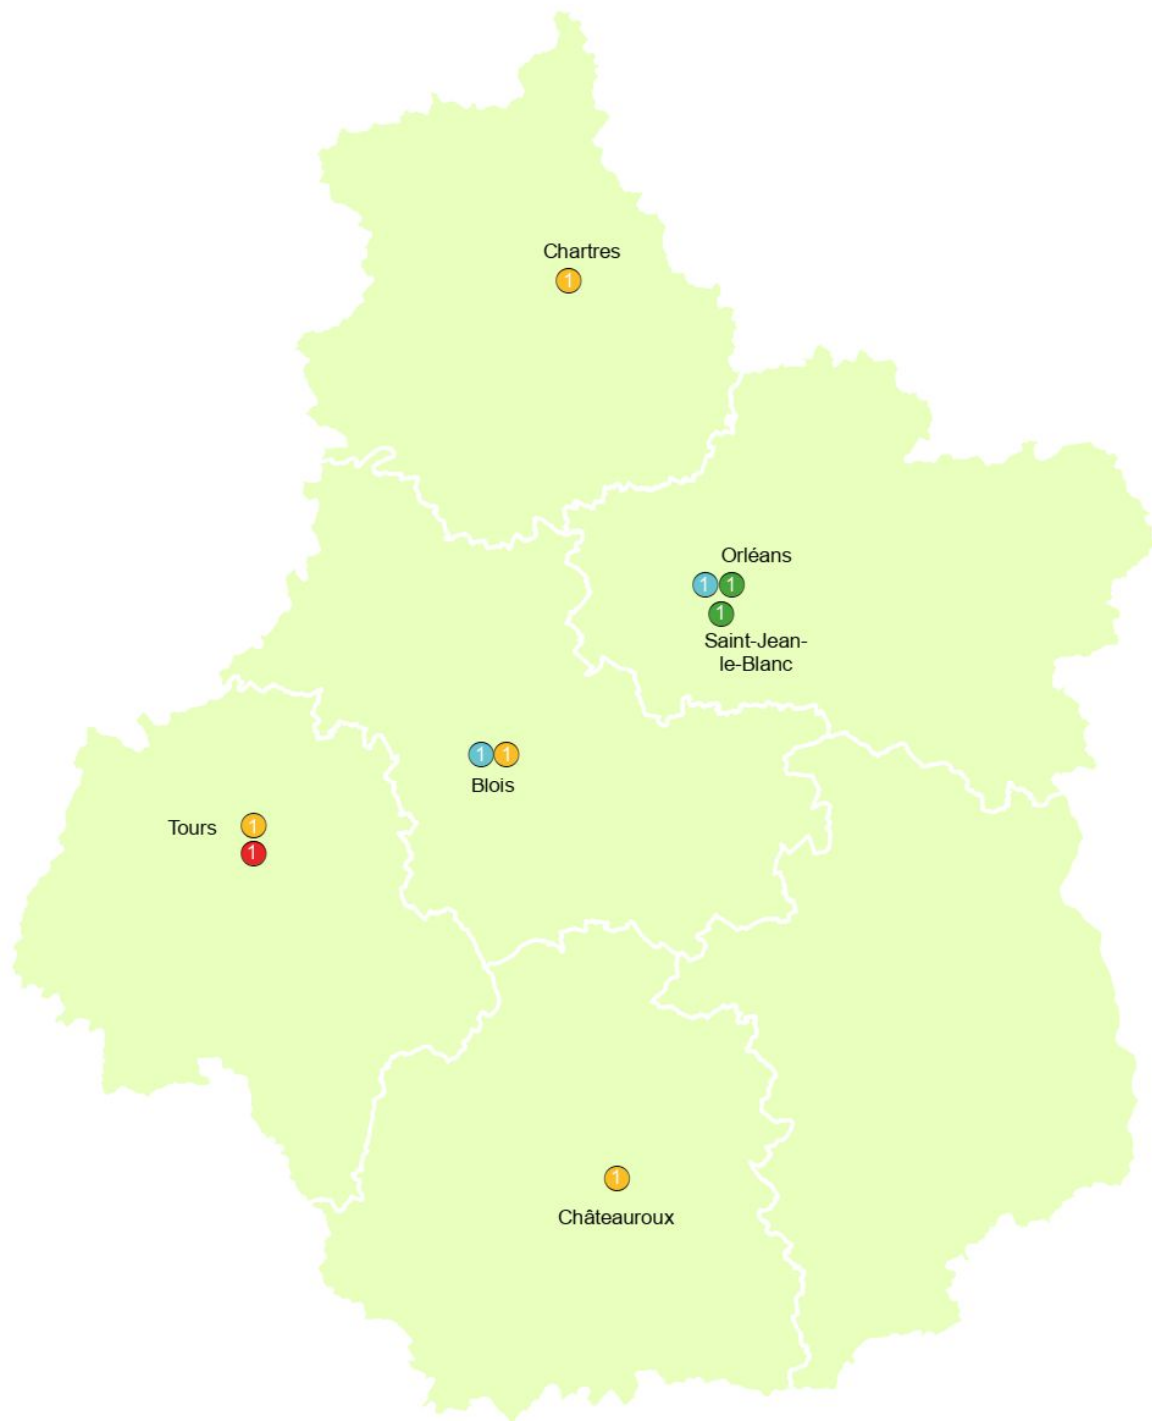 Chartres
1
Orléans
1 1
1
Saint-Jean-
le-Blanc
1 1
Blois
Tours
1
1
1
Châteauroux